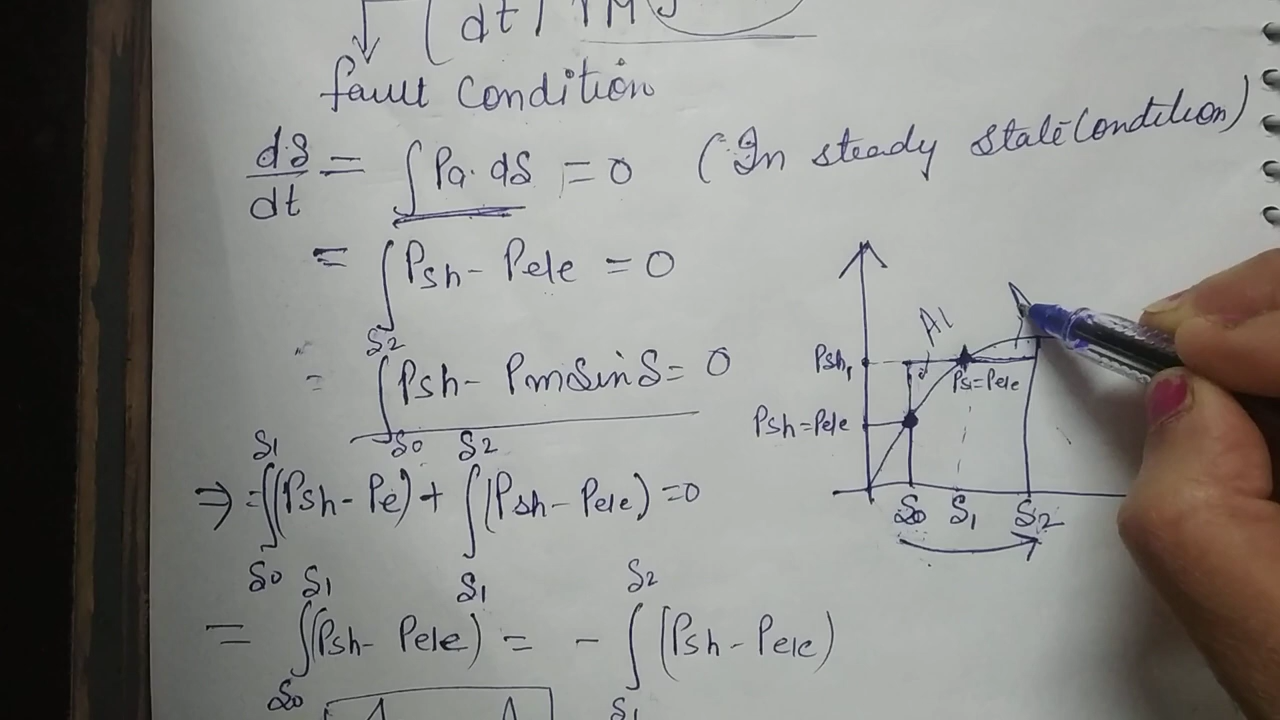 dt
fault Condition
dδ/dt = ∫ Pa. dδ = 0 (In steady state Condition)
= ∫ Psh - Pele = 0
δ2
= ∫ Psh - PmSinδ = 0
δ0
δ1 δ2
⇒ = ∫(Psh - Pe) + ∫(Psh - Pele) = 0
δ0 δ1
δ1 δ2
= ∫(Psh - Pele) = - ∫(Psh - Pele)
δ0 δ1
A1
Psh1
Ps=Pele
Psh=Pele
δ0 δ1 δ2